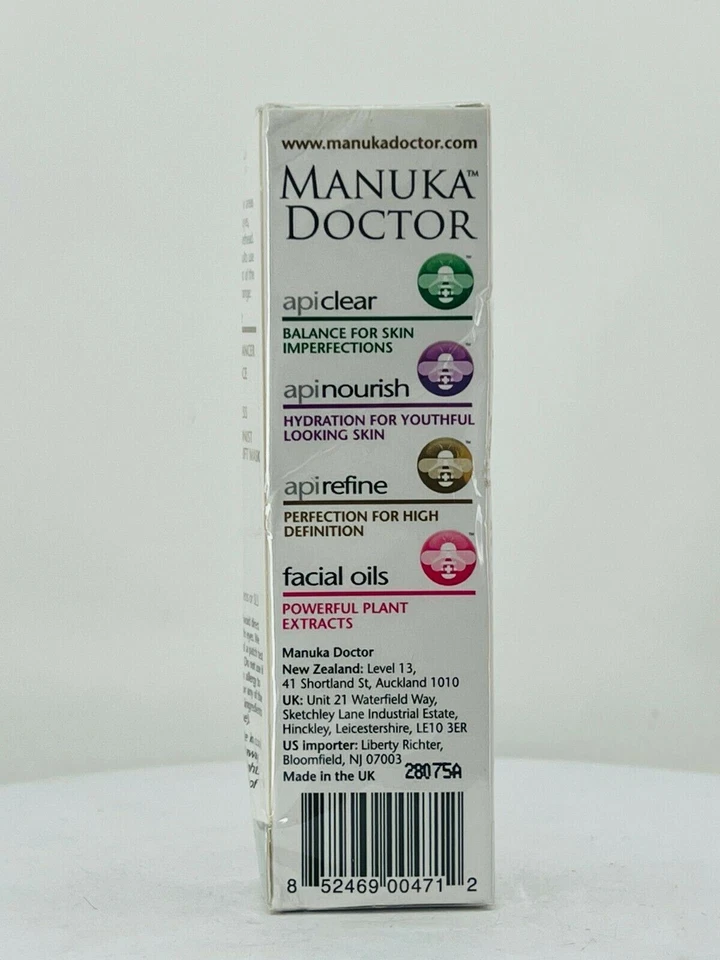 www.manukadoctor.com
MANUKA™
DOCTOR
apiclear
BALANCE FOR SKIN
IMPERFECTIONS
apinourish
HYDRATION FOR YOUTHFUL
LOOKING SKIN
apirefine
PERFECTION FOR HIGH
DEFINITION
facial oils
POWERFUL PLANT
EXTRACTS
Manuka Doctor
New Zealand: Level 13,
41 Shortland St, Auckland 1010
UK: Unit 21 Waterfield Way,
Sketchley Lane Industrial Estate,
Hinckley, Leicestershire, LE10 3ER
US importer: Liberty Richter,
Bloomfield, NJ 07003
Made in the UK 28075A
8 52469 00471 2